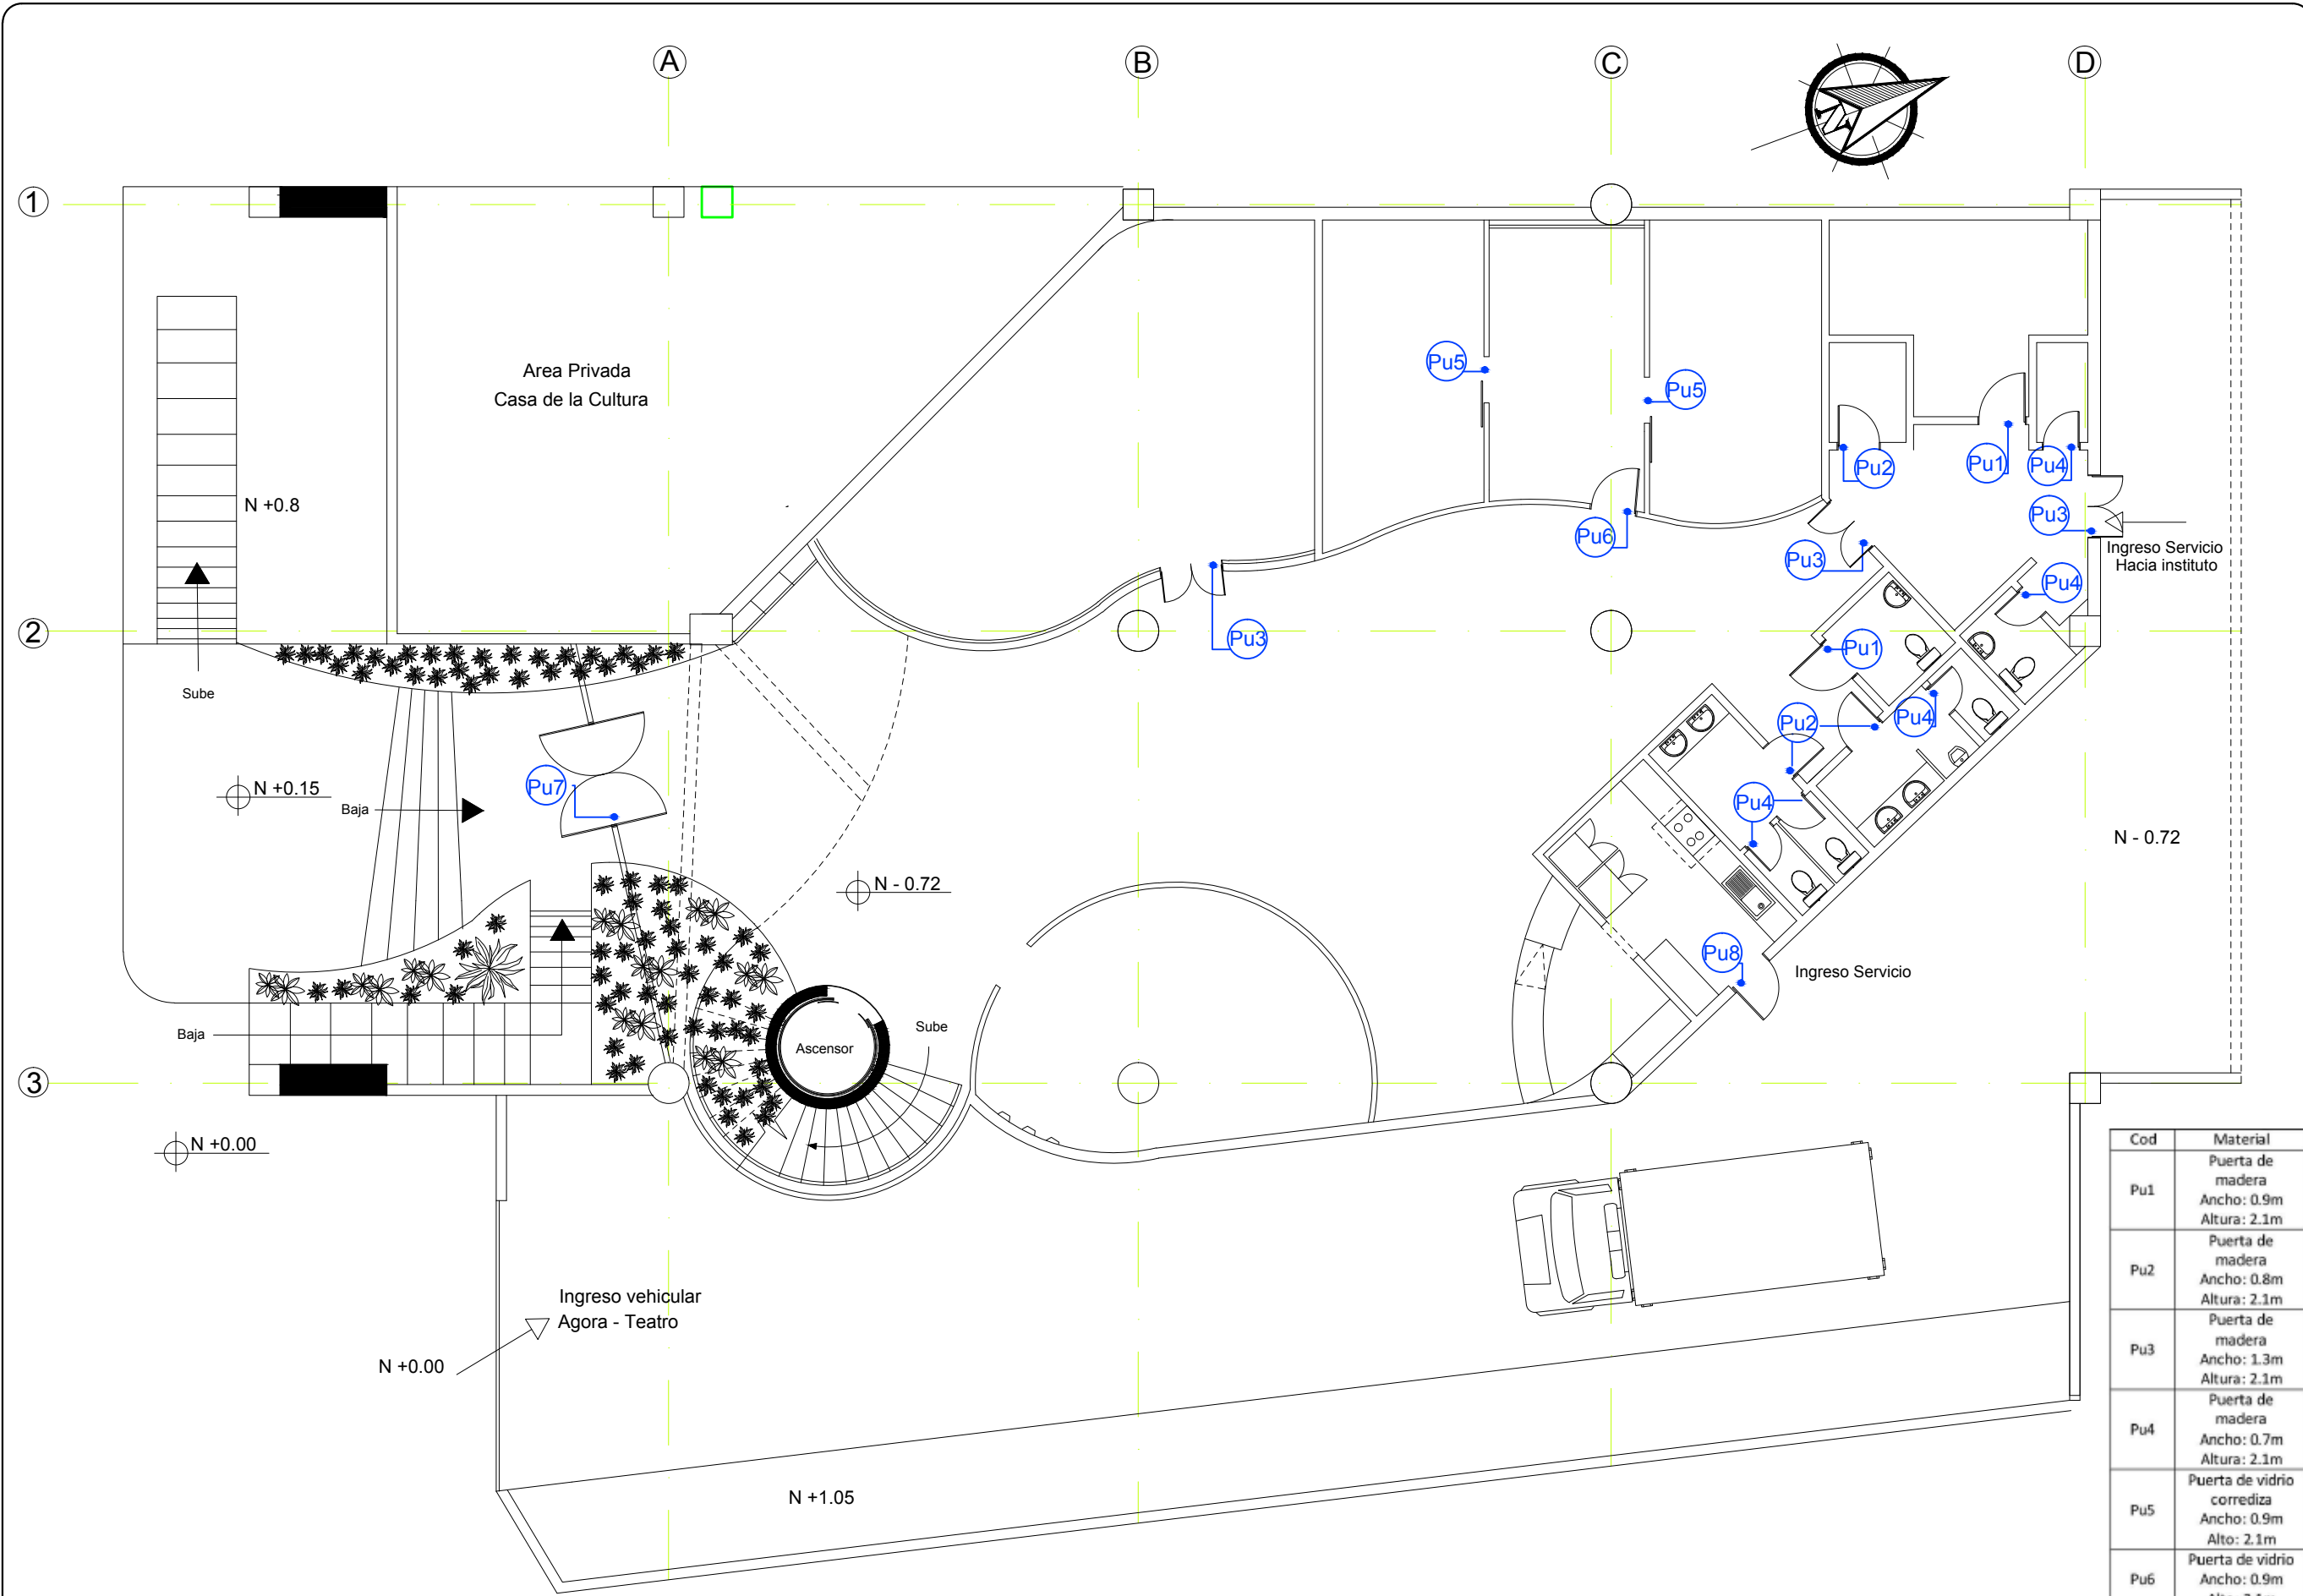 A
B
C
D
N
1
Area Privada
Casa de la Cultura
Pu5
Pu5
Pu2
Pu1
Pu4
N +0.8
Pu6
Pu3
Pu3
Ingreso Servicio
Hacia instituto
Pu4
2
Pu3
Pu1
Sube
Pu2
Pu4
Pu7
N +0.15
Baja
Pu4
N - 0.72
N - 0.72
Pu8
Ingreso Servicio
Baja
Ascensor
Sube
3
N +0.00
Cod Material
Pu1
Puerta de
madera
Ancho: 0.9m
Altura: 2.1m
Pu2
Puerta de
madera
Ancho: 0.8m
Altura: 2.1m
Pu3
Puerta de
madera
Ancho: 1.3m
Altura: 2.1m
Pu4
Puerta de
madera
Ancho: 0.7m
Altura: 2.1m
Pu5
Puerta de vidrio
corrediza
Ancho: 0.9m
Alto: 2.1m
Pu6
Puerta de vidrio
Ancho: 0.9m
Ingreso vehicular
Agora - Teatro
N +0.00
N +1.05